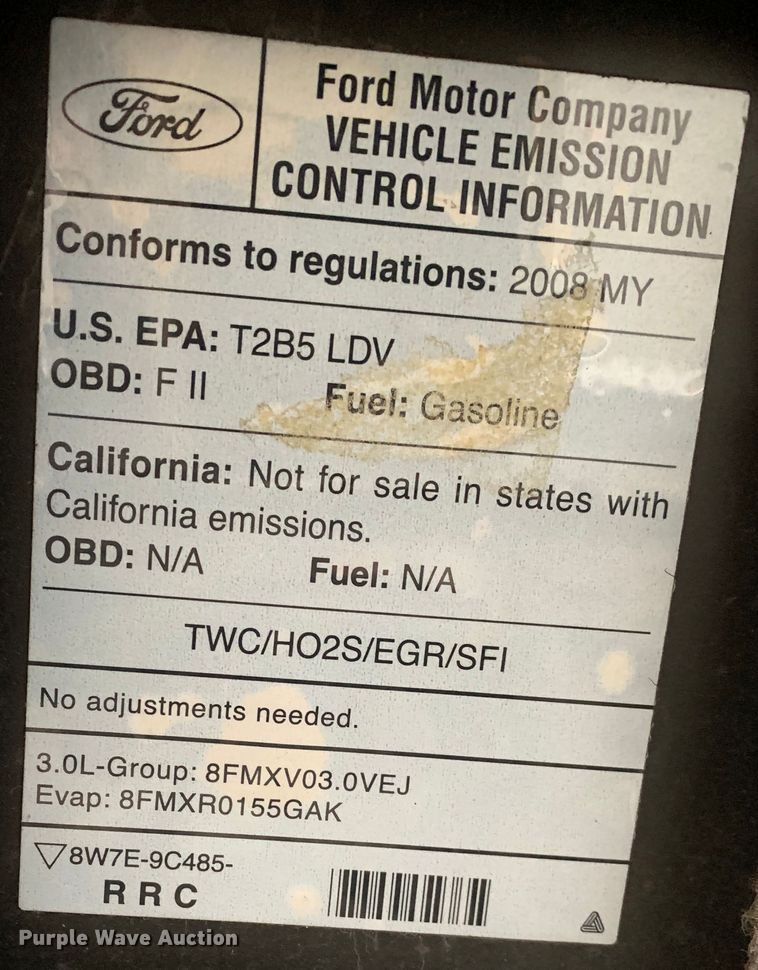 Ford
Ford Motor Company
VEHICLE EMISSION
CONTROL INFORMATION
Conforms to regulations: 2008 MY
U.S. EPA: T2B5 LDV
OBD: F II Fuel: Gasoline
California: Not for sale in states with
California emissions.
OBD: N/A Fuel: N/A
TWC/HO2S/EGR/SFI
No adjustments needed.
3.0L-Group: 8FMXV03.0VEJ
Evap: 8FMXR0155GAK
8W7E-9C485-
R R C
Purple Wave Auction